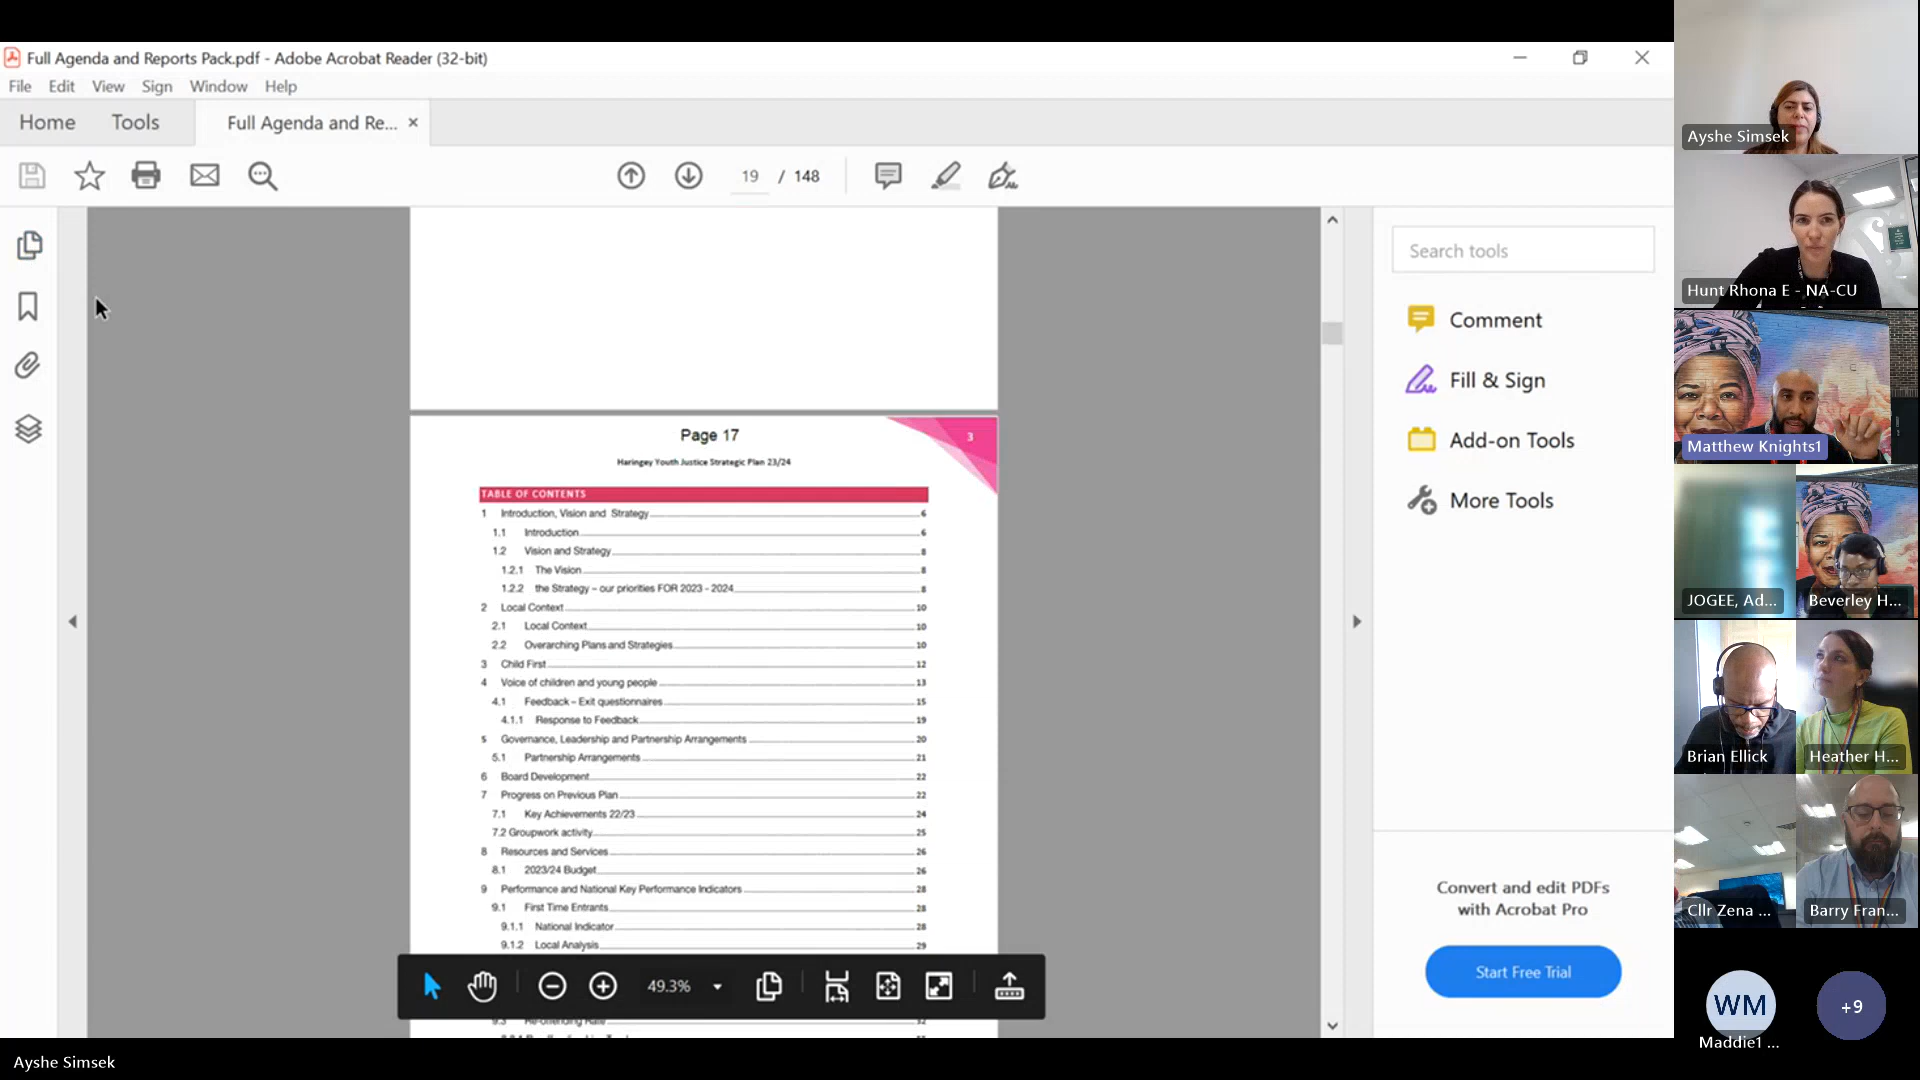 Full Agenda and Reports Pack.pdf - Adobe Acrobat Reader (32-bit)
File Edit View Sign Window Help
Home Tools Full Agenda and Re... ×
19 / 148
Page 17
3
Haringey Youth Justice Strategic Plan 23/24
TABLE OF CONTENTS
1 Introduction, Vision and Strategy 6
1.1 Introduction 6
1.2 Vision and Strategy 8
1.2.1 The Vision 8
1.2.2 the Strategy – our priorities FOR 2023 - 2024 8
2 Local Context 10
2.1 Local Context 10
2.2 Overarching Plans and Strategies 10
3 Child First 12
4 Voice of children and young people 13
4.1 Feedback – Exit questionnaires 15
4.1.1 Response to Feedback 19
5 Governance, Leadership and Partnership Arrangements 20
5.1 Partnership Arrangements 21
6 Board Development 22
7 Progress on Previous Plan 22
7.1 Key Achievements 22/23 24
7.2 Groupwork activity 25
8 Resources and Services 26
8.1 2023/24 Budget 26
9 Performance and National Key Performance Indicators 28
9.1 First Time Entrants 28
9.1.1 National Indicator 28
9.1.2 Local Analysis 29
49.3%
Search tools
Comment
Fill & Sign
Add-on Tools
More Tools
Convert and edit PDFs
with Acrobat Pro
Start Free Trial
Ayshe Simsek
Hunt Rhona E - NA-CU
Matthew Knights1
JOGEE, Ad...
Beverley H...
Brian Ellick
Heather H...
Cllr Zena ...
Barry Fran...
WM
+9
Maddie1 ...
Ayshe Simsek